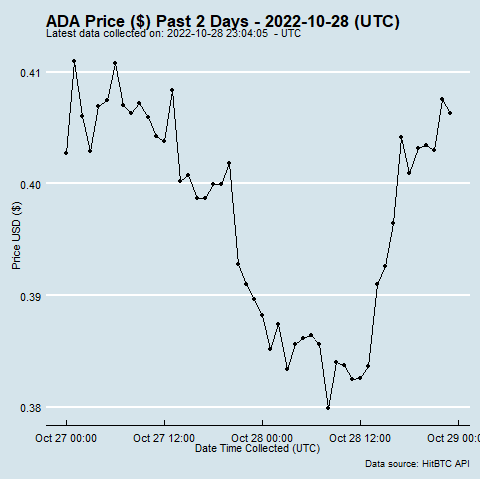 ADA Price ($) Past 2 Days - 2022-10-28 (UTC)
Latest data collected on: 2022-10-28 23:04:05  - UTC
0.41
0.40
0.39
0.38
Price USD ($)
Oct 27 00:00 Oct 27 12:00 Oct 28 00:00 Oct 28 12:00 Oct 29 00:00
Date Time Collected (UTC)
Data source: HitBTC API